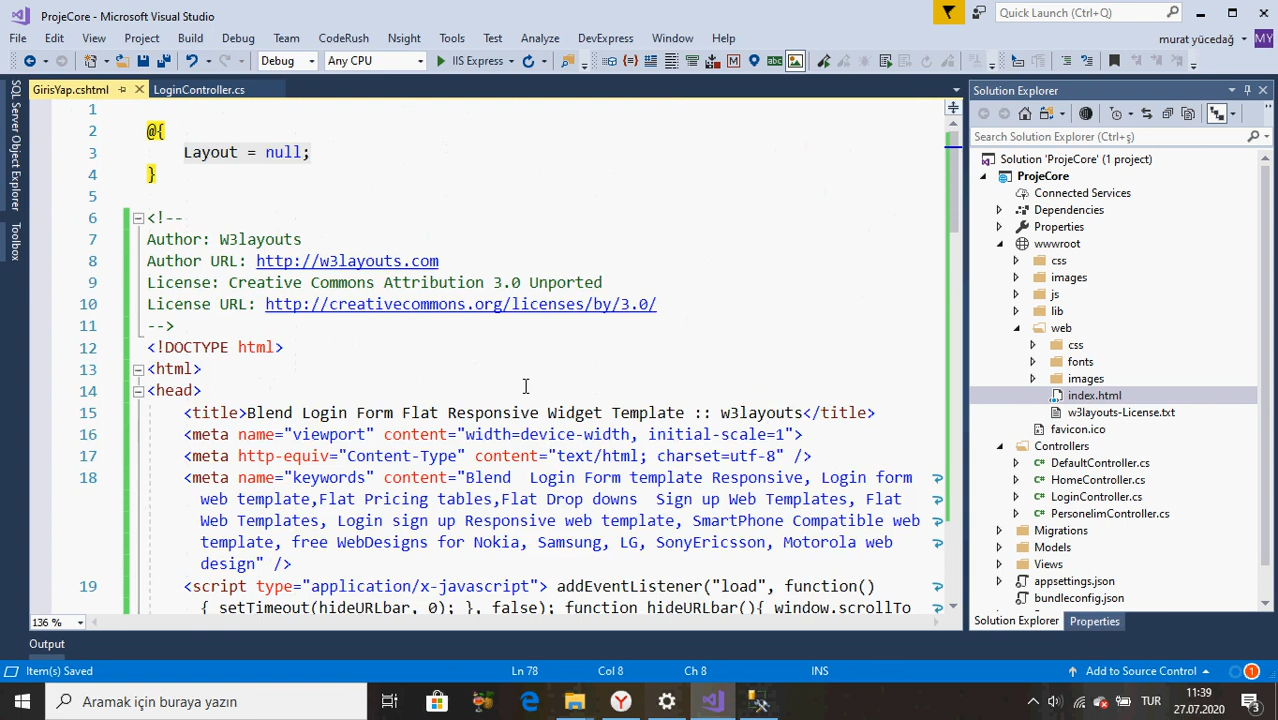 ProjeCore - Microsoft Visual Studio
Quick Launch (Ctrl+Q)
File Edit View Project Build Debug Team CodeRush Nsight Tools Test Analyze DevExpress Window Help
murat yücedağ MY
Debug Any CPU IIS Express
GirisYap.cshtml LoginController.cs
SQL Server Object Explorer
Toolbox
1
2 @{
3 Layout = null;
4 }
5
6 <!--
7 Author: W3layouts
8 Author URL: http://w3layouts.com
9 License: Creative Commons Attribution 3.0 Unported
10 License URL: http://creativecommons.org/licenses/by/3.0/
11 -->
12 <!DOCTYPE html>
13 <html>
14 <head>
15 <title>Blend Login Form Flat Responsive Widget Template :: w3layouts</title>
16 <meta name="viewport" content="width=device-width, initial-scale=1">
17 <meta http-equiv="Content-Type" content="text/html; charset=utf-8" />
18 <meta name="keywords" content="Blend  Login Form template Responsive, Login form
web template,Flat Pricing tables,Flat Drop downs  Sign up Web Templates, Flat
Web Templates, Login sign up Responsive web template, SmartPhone Compatible web
template, free WebDesigns for Nokia, Samsung, LG, SonyEricsson, Motorola web
design" />
19 <script type="application/x-javascript"> addEventListener("load", function()
{ setTimeout(hideURLbar, 0); }, false); function hideURLbar(){ window.scrollTo
136 %
Output
Solution Explorer
Search Solution Explorer (Ctrl+ş)
Solution 'ProjeCore' (1 project)
ProjeCore
Connected Services
Dependencies
Properties
wwwroot
css
images
js
lib
web
css
fonts
images
index.html
w3layouts-License.txt
favicon.ico
Controllers
DefaultController.cs
HomeController.cs
LoginController.cs
PersonelimController.cs
Migrations
Models
Views
appsettings.json
bundleconfig.json
Solution Explorer Properties
Item(s) Saved Ln 78 Col 8 Ch 8 INS Add to Source Control 1
Aramak için buraya yazın
TUR
11:39
27.07.2020
3